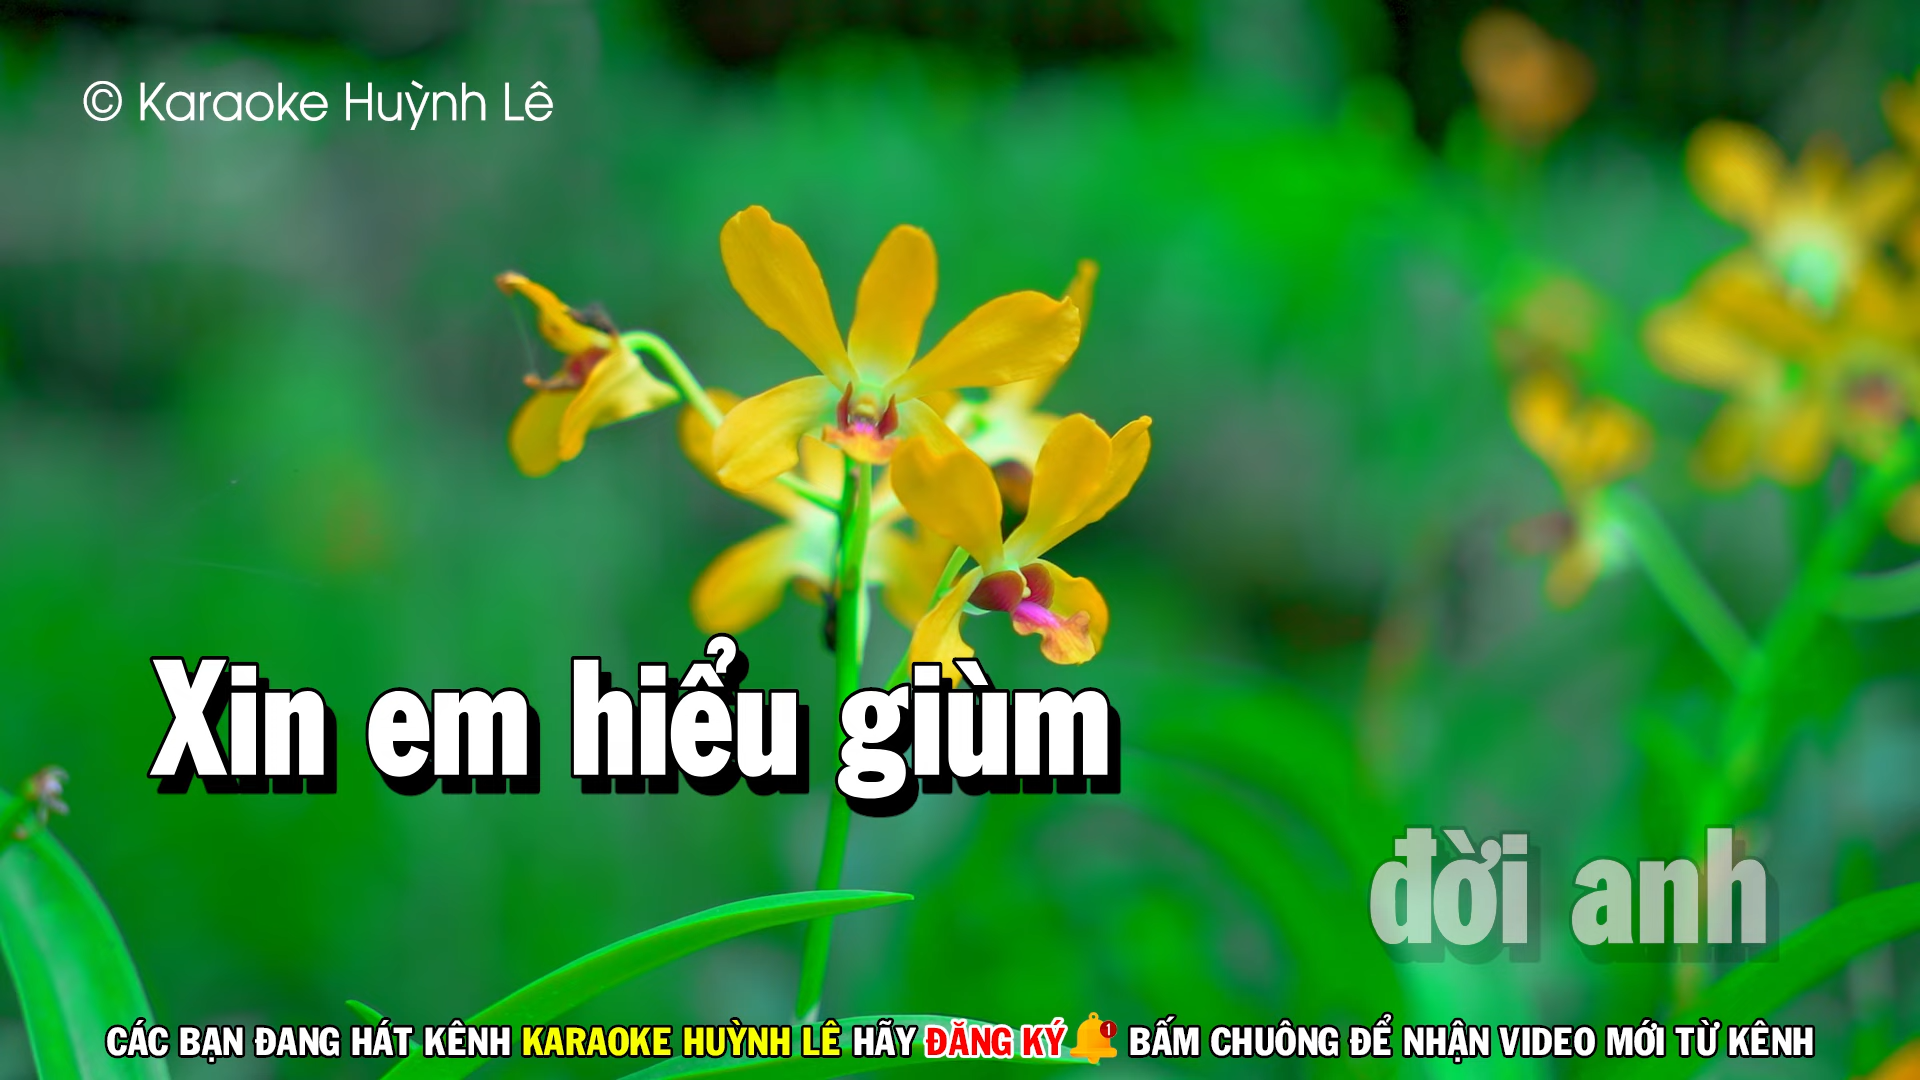 © Karaoke Huỳnh Lê
Xin em hiểu giùm
đời anh
CÁC BẠN ĐANG HÁT KÊNH KARAOKE HUỲNH LÊ HÃY ĐĂNG KÝ 1 BẤM CHUÔNG ĐỂ NHẬN VIDEO MỚI TỪ KÊNH